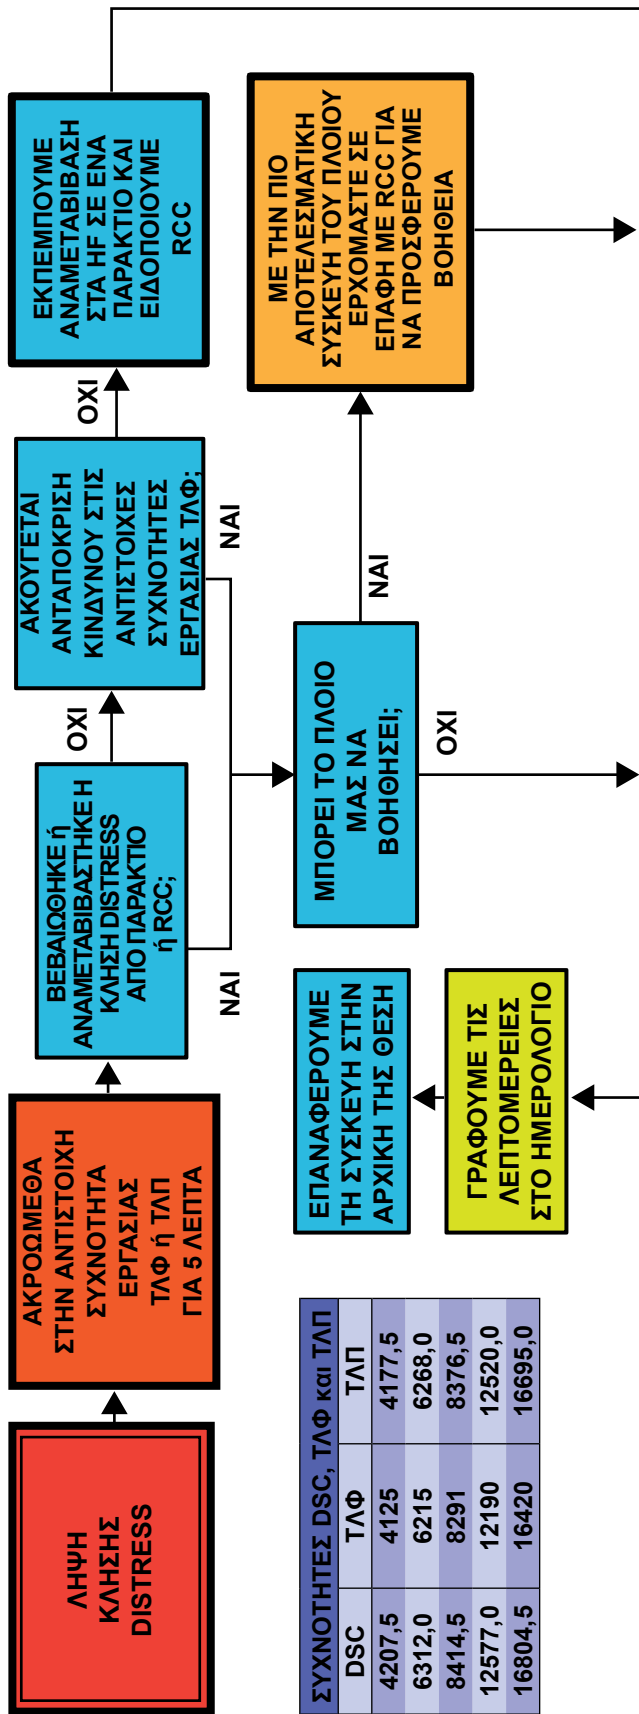 ΛΗΨΗ
ΚΛΗΣΗΣ
DISTRESS
ΑΚΡΟΩΜΕΘΑ
ΣΤΗΝ ΑΝΤΙΣΤΟΙΧΗ
ΣΥΧΝΟΤΗΤΑ
ΕΡΓΑΣΙΑΣ
ΤΛΦ ή ΤΛΠ
ΓΙΑ 5 ΛΕΠΤΑ
ΒΕΒΑΙΩΘΗΚΕ ή
ΑΝΑΜΕΤΑΒΙΒΑΣΤΗΚΕ Η
ΚΛΗΣΗ DISTRESS
ΑΠΟ ΠΑΡΑΚΤΙΟ
ή RCC;
ΟΧΙ
ΝΑΙ
ΑΚΟΥΓΕΤΑΙ
ΑΝΤΑΠΟΚΡΙΣΗ
ΚΙΝΔΥΝΟΥ ΣΤΙΣ
ΑΝΤΙΣΤΟΙΧΕΣ
ΣΥΧΝΟΤΗΤΕΣ
ΕΡΓΑΣΙΑΣ ΤΛΦ;
ΟΧΙ
ΝΑΙ
ΕΚΠΕΜΠΟΥΜΕ
ΑΝΑΜΕΤΑΒΙΒΑΣΗ
ΣΤΑ HF ΣΕ ΕΝΑ
ΠΑΡΑΚΤΙΟ ΚΑΙ
ΕΙΔΟΠΟΙΟΥΜΕ
RCC
ΜΠΟΡΕΙ ΤΟ ΠΛΟΙΟ
ΜΑΣ ΝΑ
ΒΟΗΘΗΣΕΙ;
ΝΑΙ
ΟΧΙ
ΜΕ ΤΗΝ ΠΙΟ
ΑΠΟΤΕΛΕΣΜΑΤΙΚΗ
ΣΥΣΚΕΥΗ ΤΟΥ ΠΛΟΙΟΥ
ΕΡΧΟΜΑΣΤΕ ΣΕ
ΕΠΑΦΗ ΜΕ RCC ΓΙΑ
ΝΑ ΠΡΟΣΦΕΡΟΥΜΕ
ΒΟΗΘΕΙΑ
ΕΠΑΝΑΦΕΡΟΥΜΕ
ΤΗ ΣΥΣΚΕΥΗ ΣΤΗΝ
ΑΡΧΙΚΗ ΤΗΣ ΘΕΣΗ
ΓΡΑΦΟΥΜΕ ΤΙΣ
ΛΕΠΤΟΜΕΡΕΙΕΣ
ΣΤΟ ΗΜΕΡΟΛΟΓΙΟ
ΣΥΧΝΟΤΗΤΕΣ DSC, ΤΛΦ και ΤΛΠ
DSC ΤΛΦ ΤΛΠ
4207,5 4125 4177,5
6312,0 6215 6268,0
8414,5 8291 8376,5
12577,0 12190 12520,0
16804,5 16420 16695,0